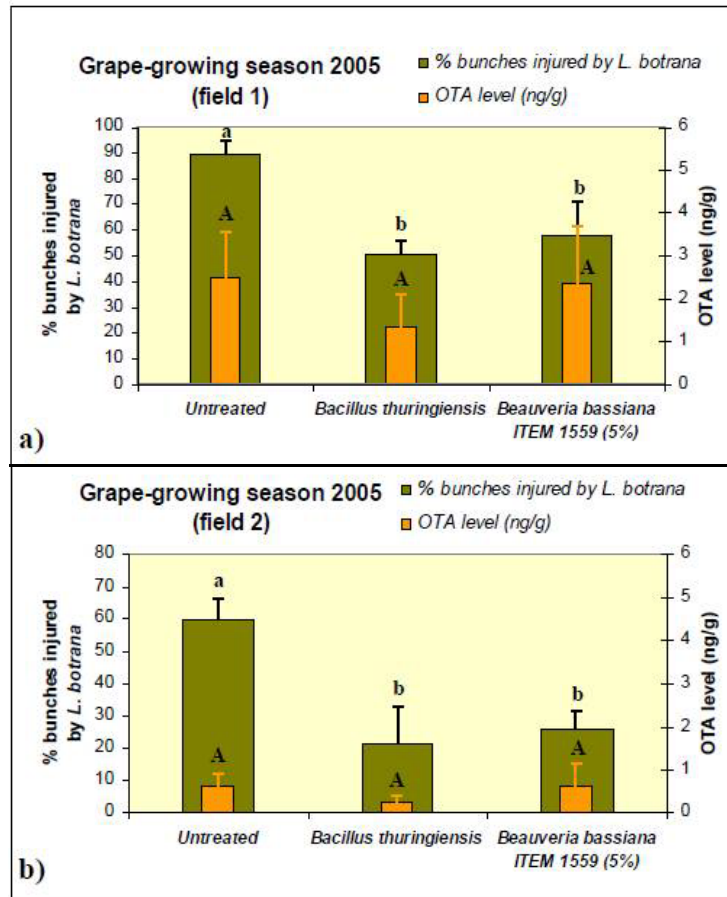 Grape-growing season 2005
(field 1)
% bunches injured by L. botrana
OTA level (ng/g)
% bunches injured
by L. botrana
100
90
80
70
60
50
40
30
20
10
0
a
A
b
A
b
A
6
5
4
3
2
1
0
OTA level (ng/g)
Untreated
Bacillus thuringiensis
Beauveria bassiana
ITEM 1559 (5%)
a)
Grape-growing season 2005
(field 2)
% bunches injured by L. botrana
OTA level (ng/g)
% bunches injured
by L. botrana
80
70
60
50
40
30
20
10
0
a
A
b
A
b
A
6
5
4
3
2
1
0
OTA level (ng/g)
Untreated
Bacillus thuringiensis
Beauveria bassiana
ITEM 1559 (5%)
b)